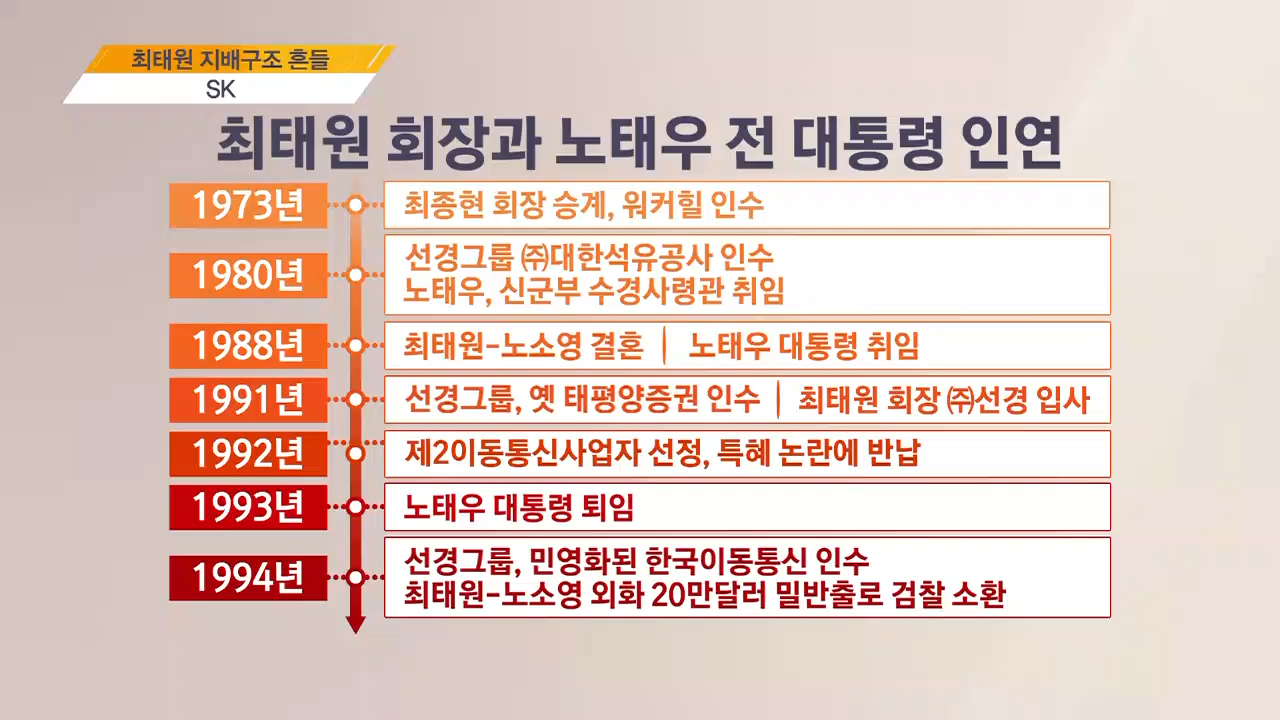 최태원 지배구조 흔들
SK
최태원 회장과 노태우 전 대통령 인연
1973년
최종현 회장 승계, 워커힐 인수
1980년
선경그룹 ㈜대한석유공사 인수
노태우, 신군부 수경사령관 취임
1988년
최태원-노소영 결혼 | 노태우 대통령 취임
1991년
선경그룹, 옛 태평양증권 인수 | 최태원 회장 ㈜선경 입사
1992년
제2이동통신사업자 선정, 특혜 논란에 반납
1993년
노태우 대통령 퇴임
1994년
선경그룹, 민영화된 한국이동통신 인수
최태원-노소영 외화 20만달러 밀반출로 검찰 소환